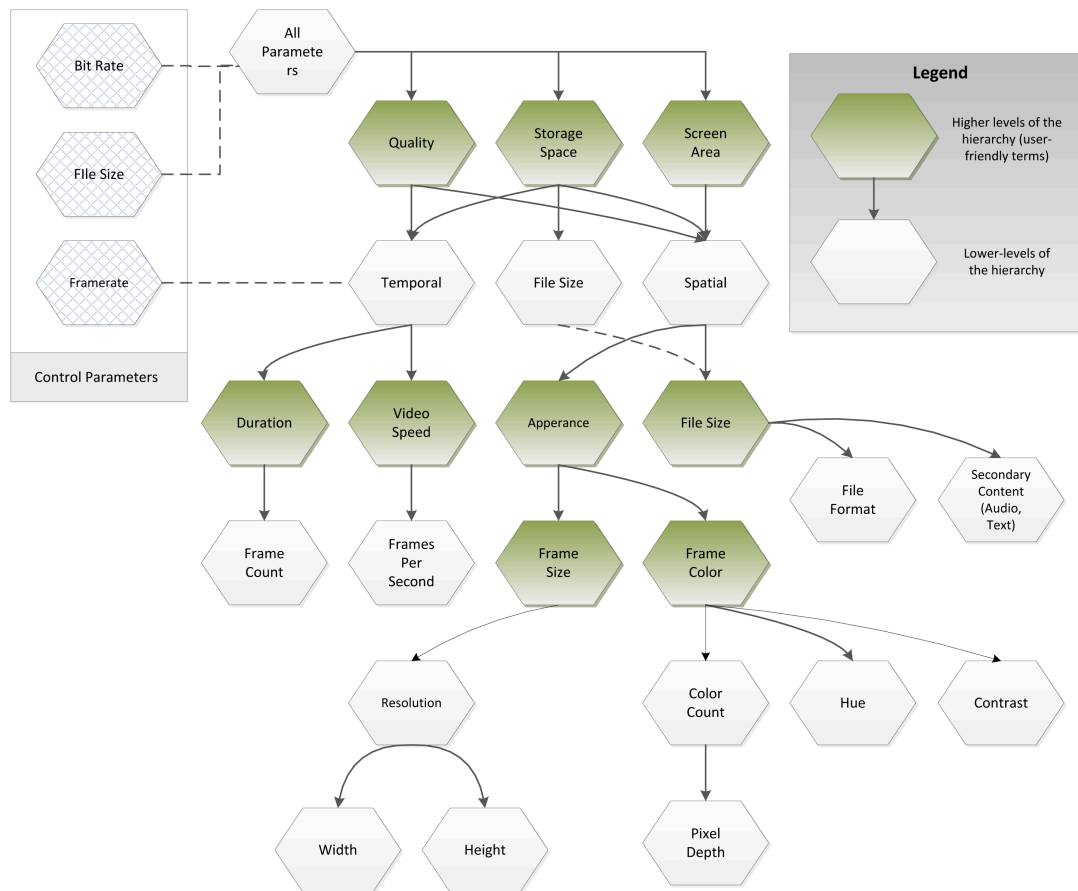 All
Paramete
rs
Bit Rate
FIle Size
Framerate
Control Parameters
Quality
Storage
Space
Screen
Area
Legend
Higher levels of the
hierarchy (user-
friendly terms)
Lower-levels of
the hierarchy
Temporal
File Size
Spatial
Duration
Video
Speed
Apperance
File Size
File
Format
Secondary
Content
(Audio,
Text)
Frame
Count
Frames
Per
Second
Frame
Size
Frame
Color
Resolution
Color
Count
Hue
Contrast
Width
Height
Pixel
Depth